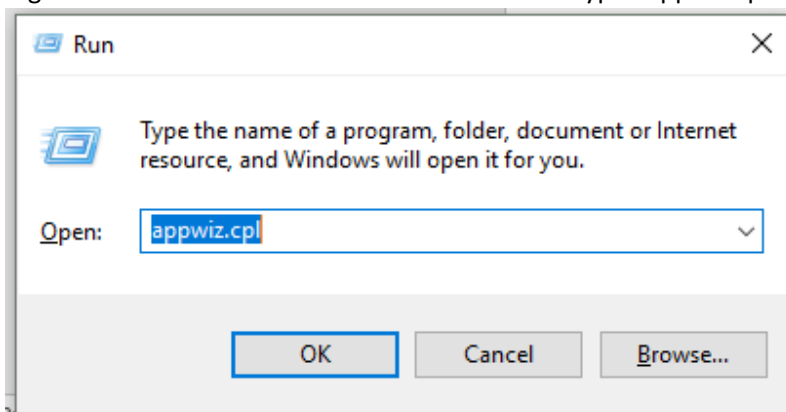 Run
Type the name of a program, folder, document or Internet
resource, and Windows will open it for you.
Open:
appwiz.cpl
OK
Cancel
Browse...